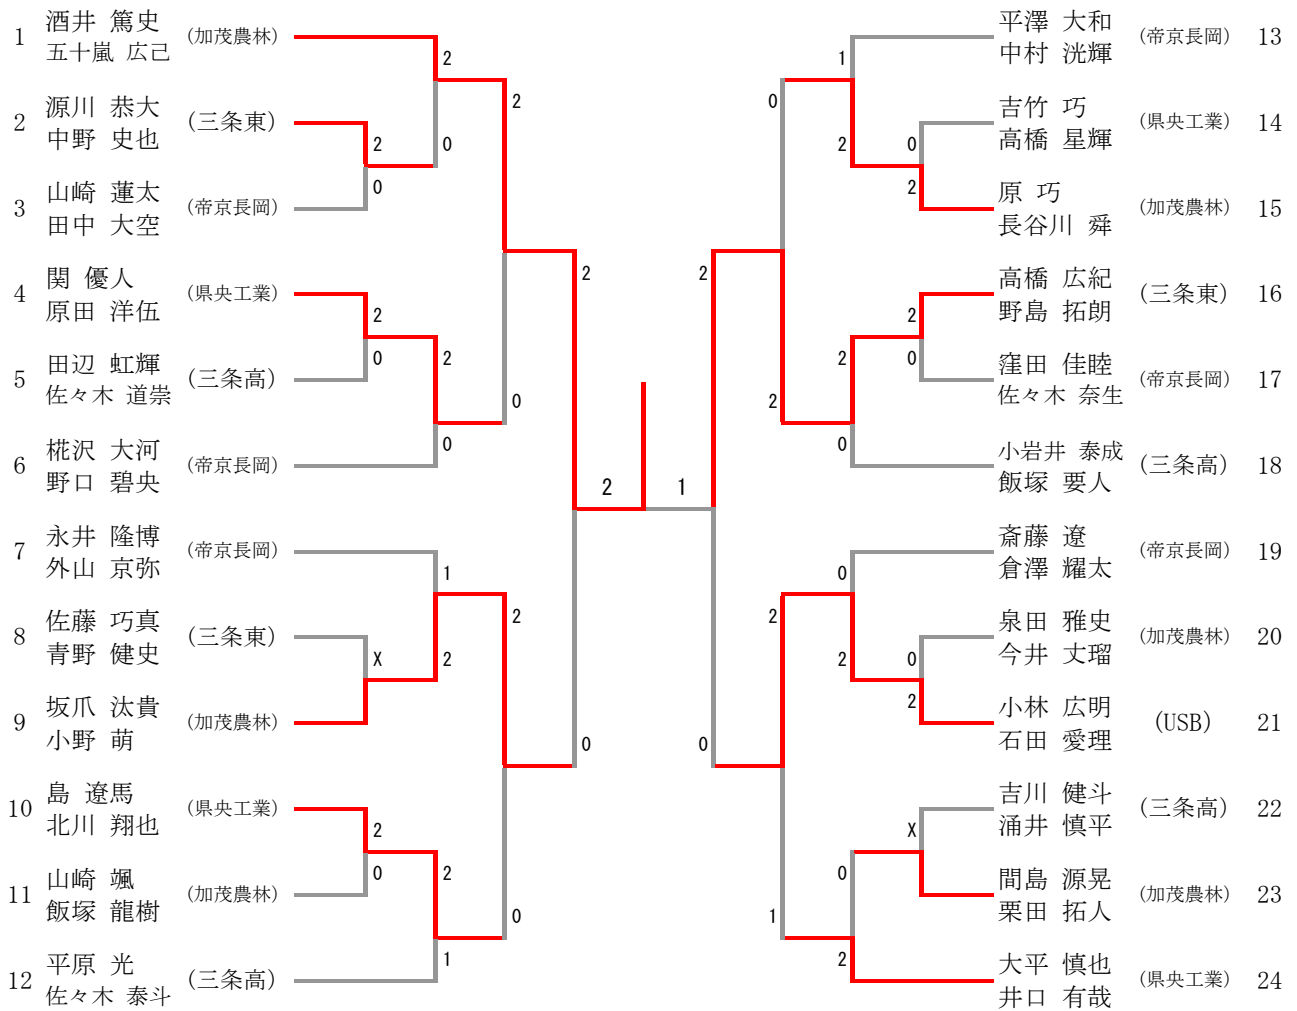 1 酒井 篤史 (加茂農林)
五十嵐 広己
2 源川 恭大 (三条東)
中野 史也
3 山崎 蓮太 (帝京長岡)
田中 大空
4 関 優人 (県央工業)
原田 洋伍
5 田辺 虹輝 (三条高)
佐々木 道崇
6 椛沢 大河 (帝京長岡)
野口 碧央
7 永井 隆博 (帝京長岡)
外山 京弥
8 佐藤 巧真 (三条東)
青野 健史
9 坂爪 汰貴 (加茂農林)
小野 萌
10 島 遼馬 (県央工業)
北川 翔也
11 山崎 颯 (加茂農林)
飯塚 龍樹
12 平原 光 (三条高)
佐々木 泰斗
2
2
2
0
0
2
2
2
0
0
0
2 1
1
2
X
2
0
2
2
0
0
1
平澤 大和 (帝京長岡) 13
中村 洸輝
吉竹 巧 (県央工業) 14
高橋 星輝
原 巧 (加茂農林) 15
長谷川 舜
高橋 広紀 (三条東) 16
野島 拓朗
窪田 佳睦 (帝京長岡) 17
佐々木 奈生
小岩井 泰成 (三条高) 18
飯塚 要人
斎藤 遼 (帝京長岡) 19
倉澤 耀太
泉田 雅史 (加茂農林) 20
今井 丈瑠
小林 広明 (USB) 21
石田 愛理
吉川 健斗 (三条高) 22
涌井 慎平
間島 源晃 (加茂農林) 23
栗田 拓人
大平 慎也 (県央工業) 24
井口 有哉
1
0
2
0
2
2
2
2
0
2
0
0
2
2
0
2
0
X
0
1
2